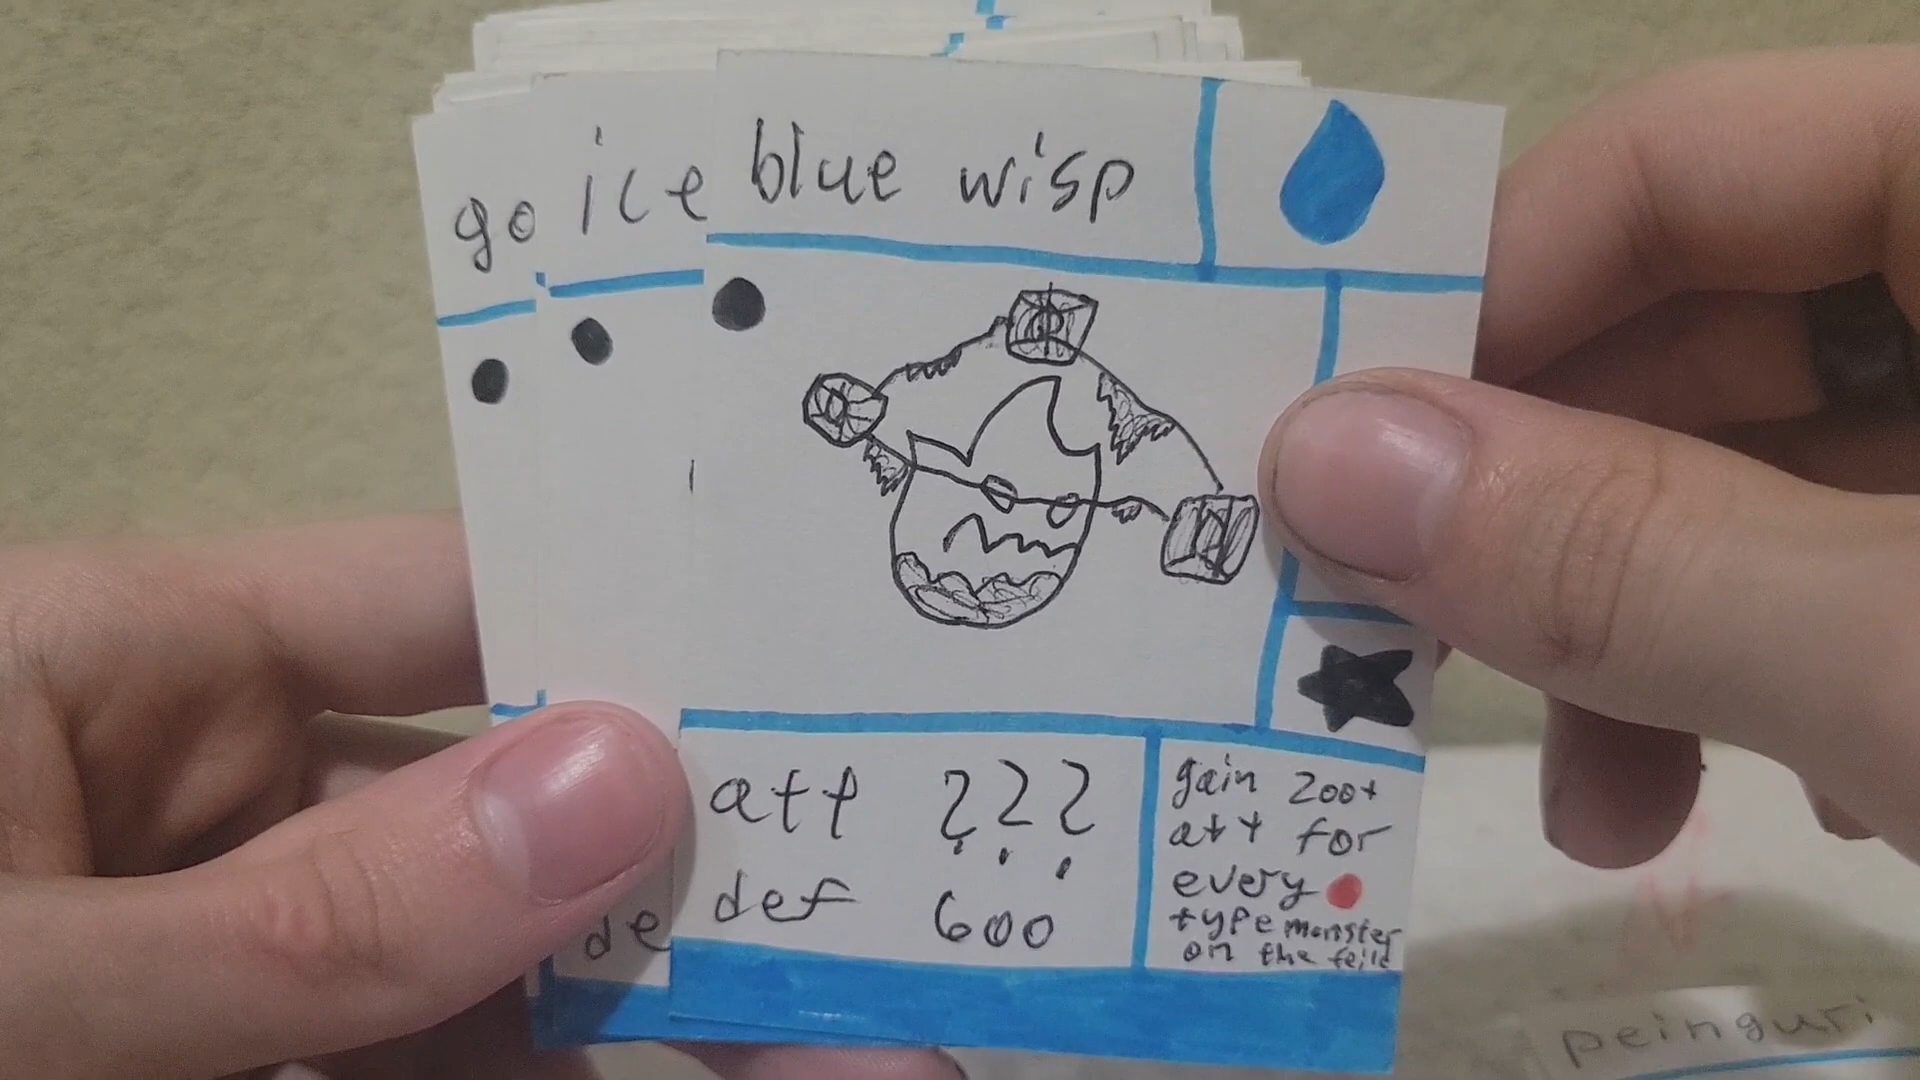 go
ice
blue wisp
att ???
def 600
gain 200+
att for
every
type monster
on the feild
de
peinguri